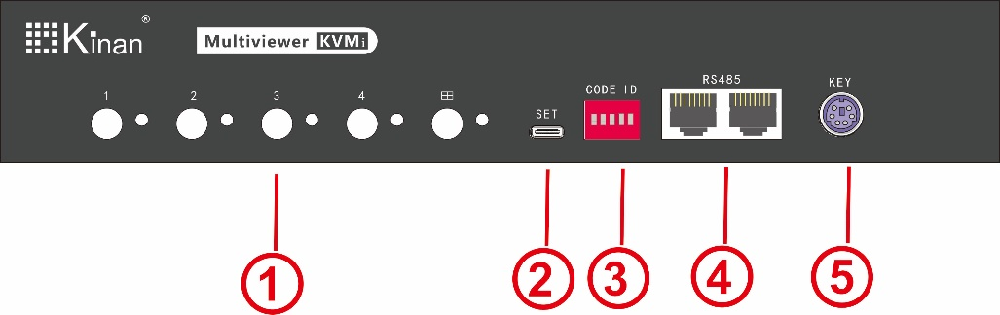 Kinan®
Multiviewer KVMi
1 2 3 4
SET
CODE ID
RS485
KEY
1 2 3 4 5